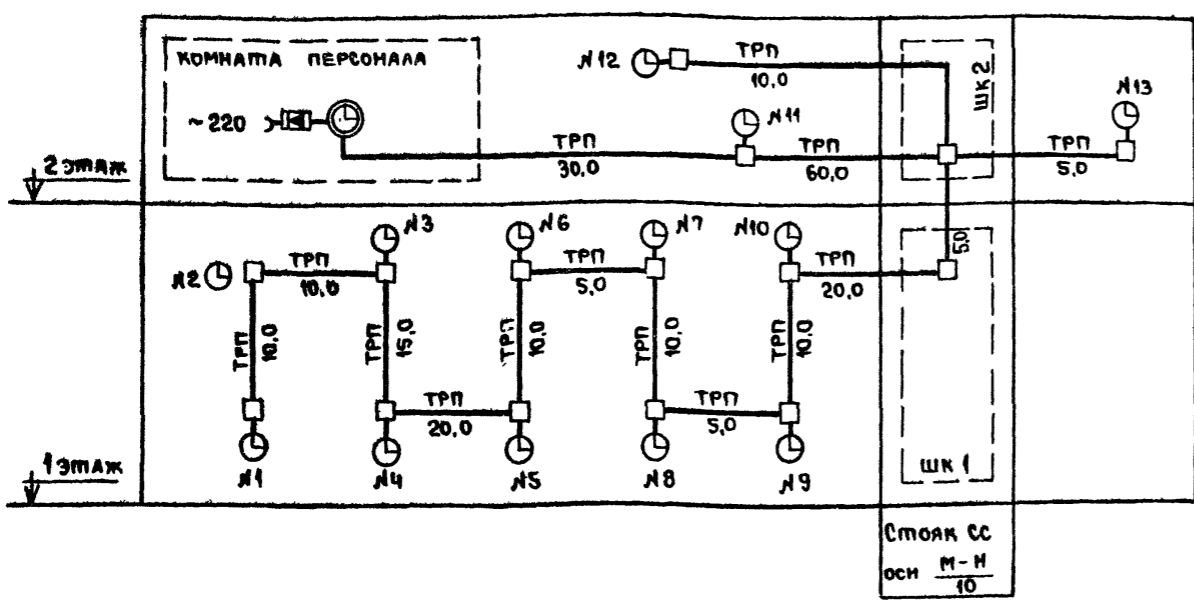 КОМНАТА ПЕРСОНАЛА
~220
2 ЭТАЖ
ТРП
30,0
N11
ТРП
60,0
N12
ТРП
10,0
ШК 2
N13
ТРП
5,0
5,0
N2
ТРП
10,0
N3
ТРП
10,0
ТРП
15,0
N6
ТРП
5,0
N7
ТРП
10,0
ТРП
10,0
N10
ТРП
20,0
ТРП
10,0
ТРП
20,0
ТРП
5,0
1 ЭТАЖ
N1
N4
N5
N8
N9
ШК 1
Стояк СС
оси М-Н
10